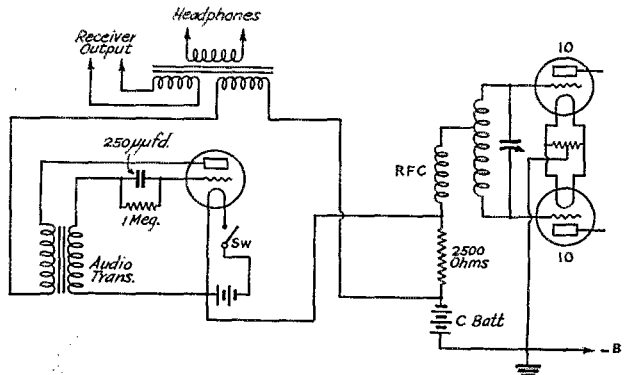 Headphones
Receiver
Output
10
250µµfd.
RFC
1 Meg.
Sw
Audio
Trans.
2500
Ohms
10
C Batt
-B